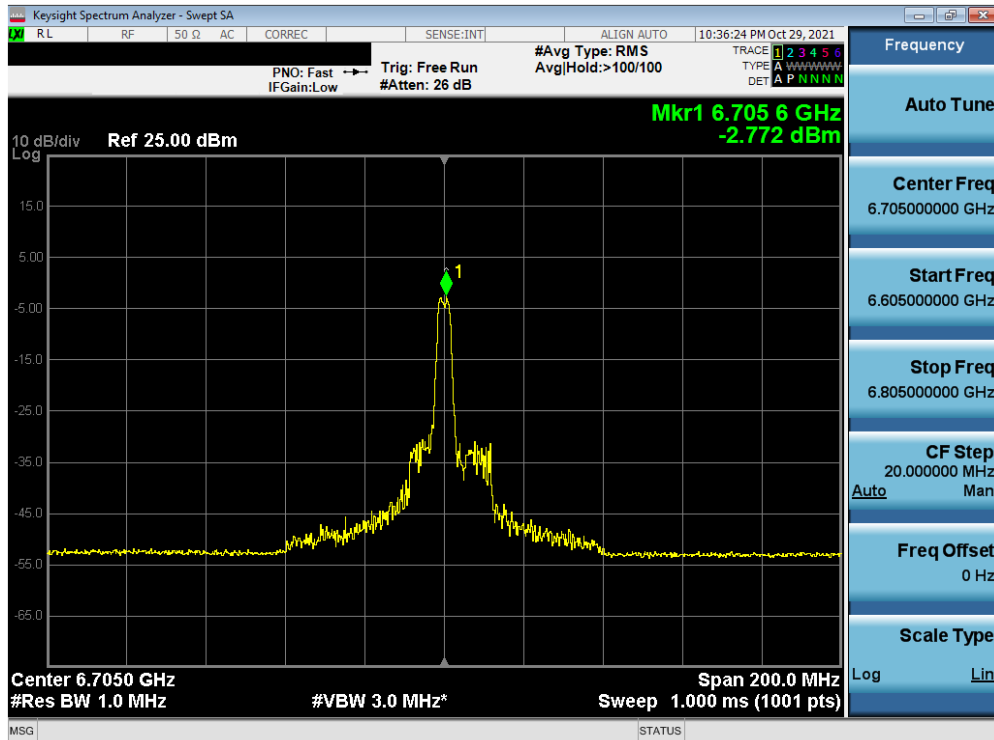 Keysight Spectrum Analyzer - Swept SA
LXI RL RF 50 Ω AC CORREC SENSE:INT ALIGN AUTO 10:36:24 PM Oct 29, 2021
PNO: Fast
IFGain:Low
Trig: Free Run
#Atten: 26 dB
#Avg Type: RMS
Avg|Hold:>100/100
TRACE 1 2 3 4 5 6
TYPE A WWWWW
DET A P N N N N
Mkr1 6.705 6 GHz
-2.772 dBm
10 dB/div Ref 25.00 dBm
Log
1
15.0
5.00
-5.00
-15.0
-25.0
-35.0
-45.0
-55.0
-65.0
Center 6.7050 GHz Span 200.0 MHz
#Res BW 1.0 MHz #VBW 3.0 MHz* Sweep 1.000 ms (1001 pts)
MSG STATUS
Frequency
Auto Tune
Center Freq
6.705000000 GHz
Start Freq
6.605000000 GHz
Stop Freq
6.805000000 GHz
CF Step
20.000000 MHz
Auto Man
Freq Offset
0 Hz
Scale Type
Log Lin